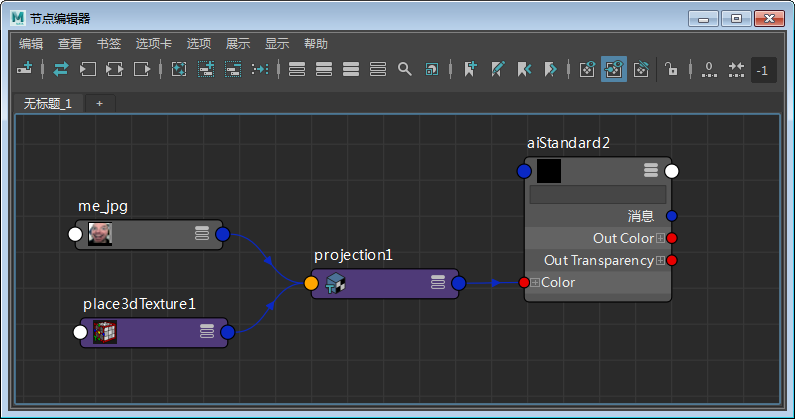 节点编辑器
编辑 查看 书签 选项卡 选项 展示 显示 帮助
0 -1
无标题_1 +
aiStandard2
me_jpg
消息
Out Color
projection1
Out Transparency
Color
place3dTexture1